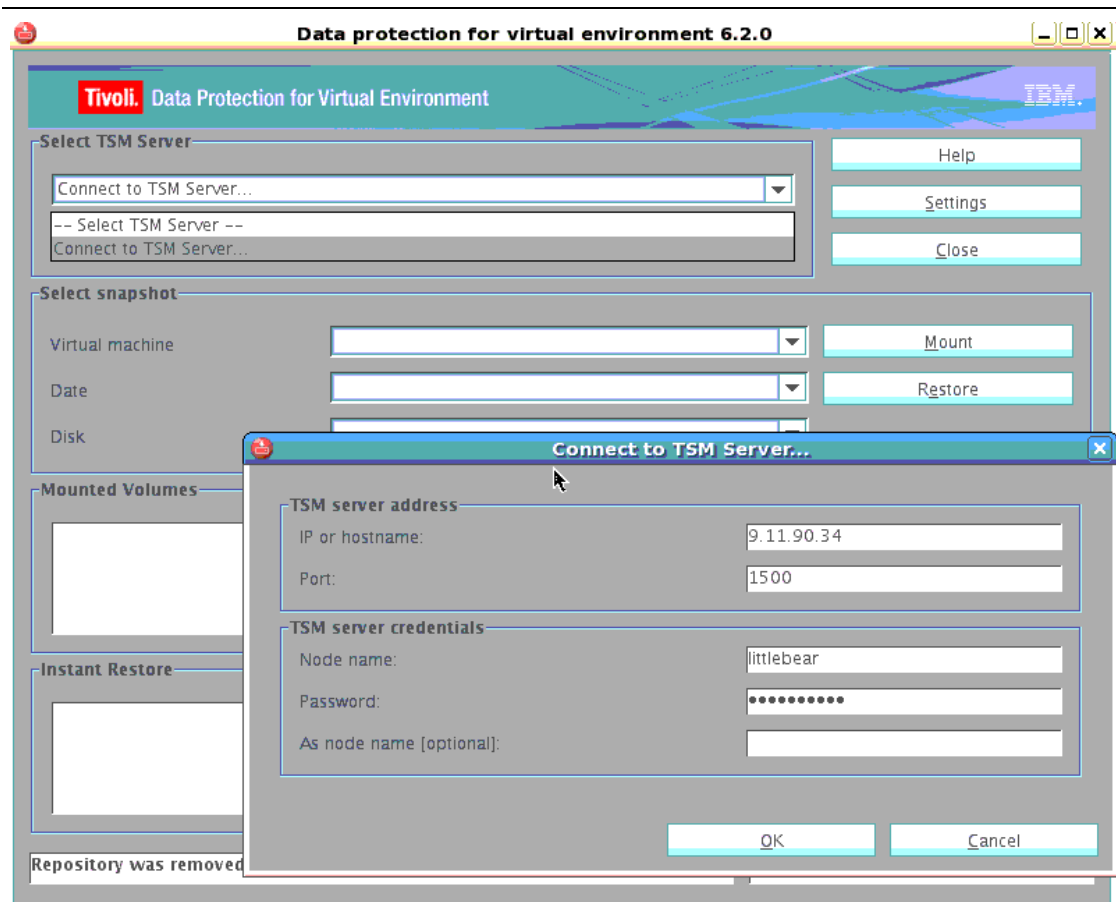 Data protection for virtual environment 6.2.0
Tivoli. Data Protection for Virtual Environment
IBM.
Select TSM Server
Connect to TSM Server...
-- Select TSM Server --
Connect to TSM Server...
Help
Settings
Close
Select snapshot
Virtual machine
Mount
Date
Restore
Disk
Connect to TSM Server...
Mounted Volumes
TSM server address
IP or hostname:
9.11.90.34
Port:
1500
TSM server credentials
Node name:
littlebear
Password:
••••••••••
As node name [optional]:
Instant Restore
OK
Cancel
Repository was removed